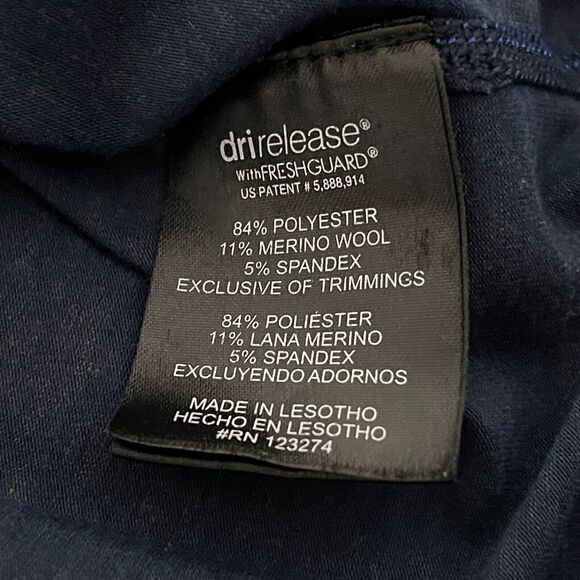 drirelease®
WithFRESHGUARD®
US PATENT # 5,888,914
84% POLYESTER
11% MERINO WOOL
5% SPANDEX
EXCLUSIVE OF TRIMMINGS
84% POLIÉSTER
11% LANA MERINO
5% SPANDEX
EXCLUYENDO ADORNOS
MADE IN LESOTHO
HECHO EN LESOTHO
#RN 123274